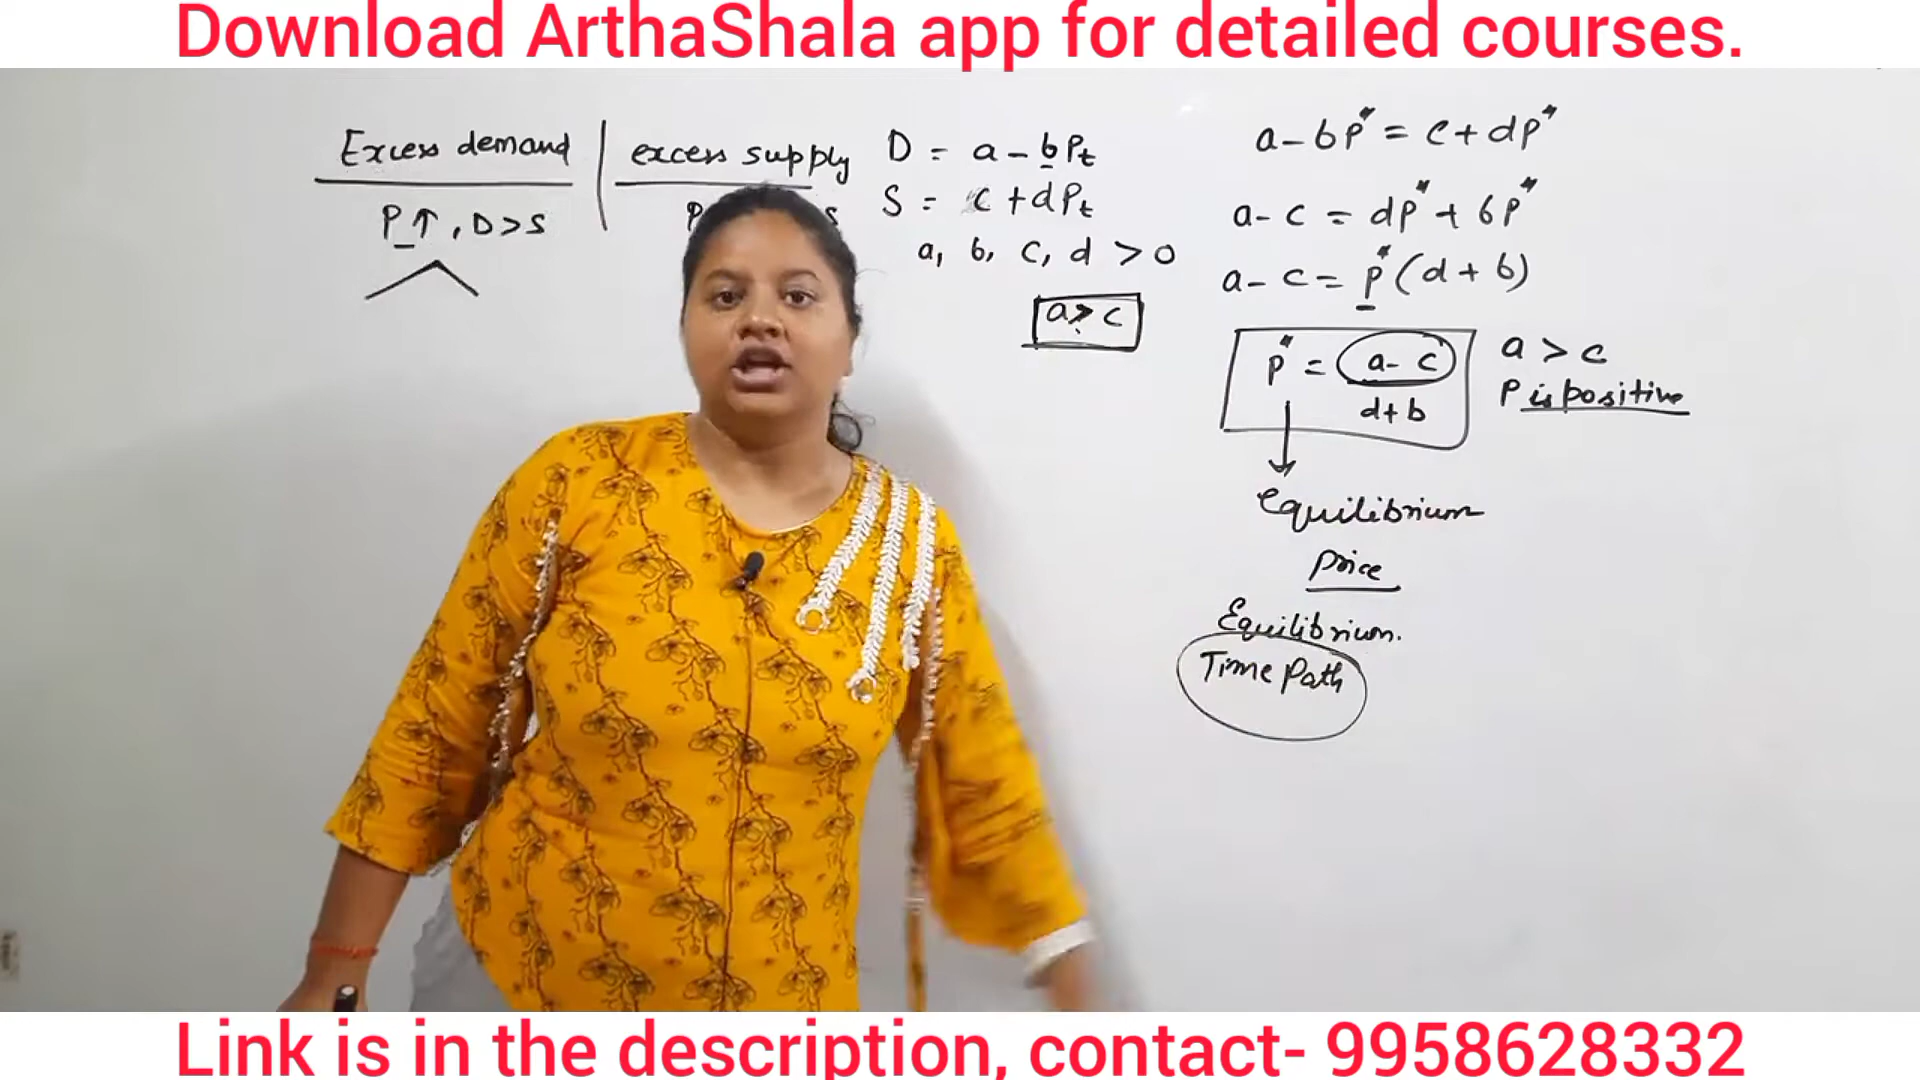 Download ArthaShala app for detailed courses.
Excess demand
P↑, D>S
excess supply
P S
D = a - bPt
S = c + dPt
a, b, c, d > 0
a > c
a - bP* = c + dP*
a - c = dP* + bP*
a - c = P*(d + b)
P* = a - c
d + b
a > c
P is positive
equilibrium
price
Equilibrium.
Time Path
Link is in the description, contact- 9958628332